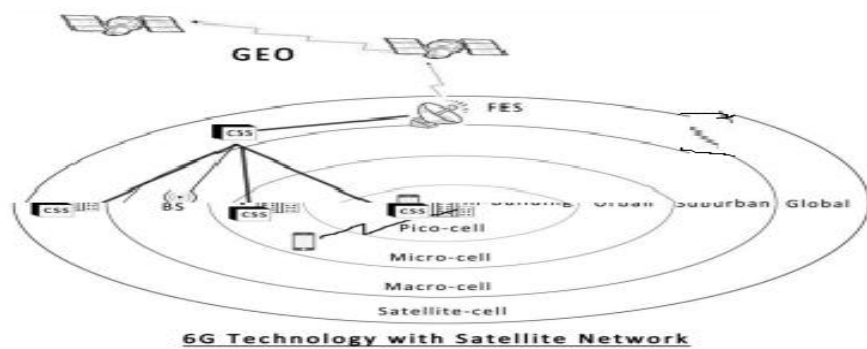 GEO
FES
CSS
BS
CSS
CSS
CSS
Building Urban Suburban Global
Pico-cell
Micro-cell
Macro-cell
Satellite-cell
6G Technology with Satellite Network